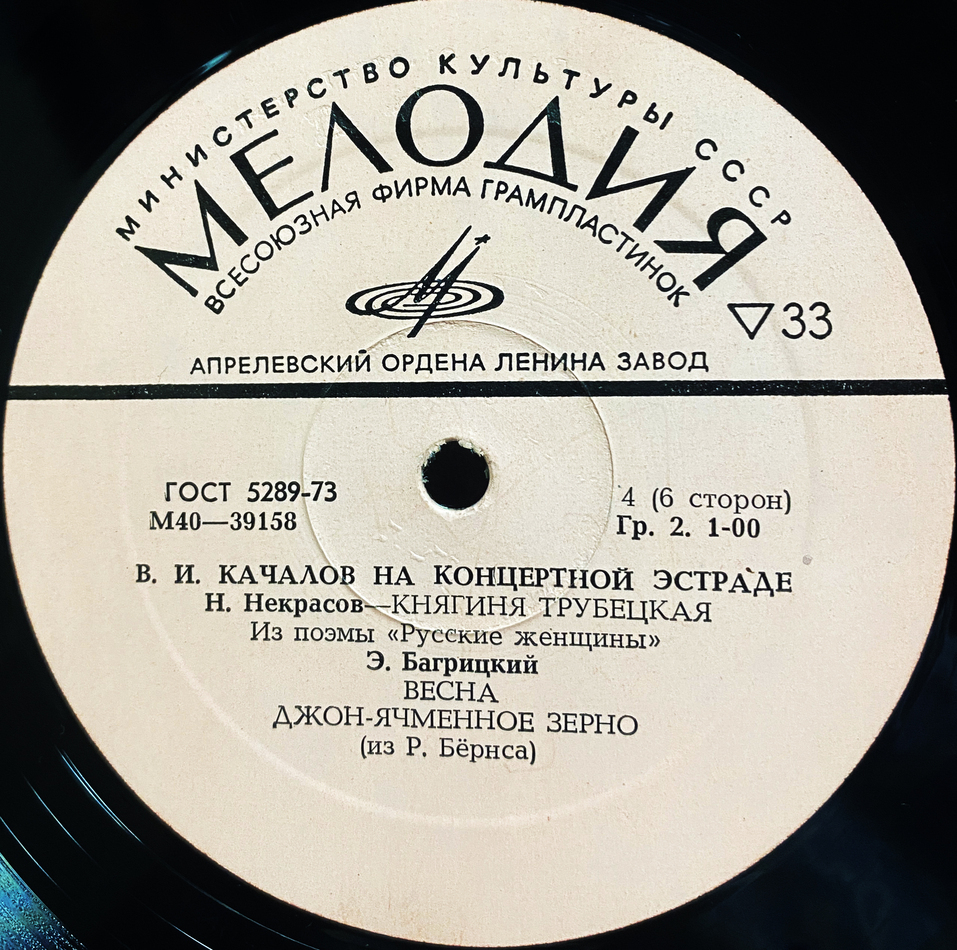 МИНИСТЕРСТВО КУЛЬТУРЫ СССР
МЕЛОДИЯ
ВСЕСОЮЗНАЯ ФИРМА ГРАМПЛАСТИНОК
33
АПРЕЛЕВСКИЙ ОРДЕНА ЛЕНИНА ЗАВОД
ГОСТ 5289-73
М40—39158
4 (6 сторон)
Гр. 2. 1-00
В. И. КАЧАЛОВ НА КОНЦЕРТНОЙ ЭСТРАДЕ
Н. Некрасов—КНЯГИНЯ ТРУБЕЦКАЯ
Из поэмы «Русские женщины»
Э. Багрицкий
ВЕСНА
ДЖОН-ЯЧМЕННОЕ ЗЕРНО
(из Р. Бёрнса)